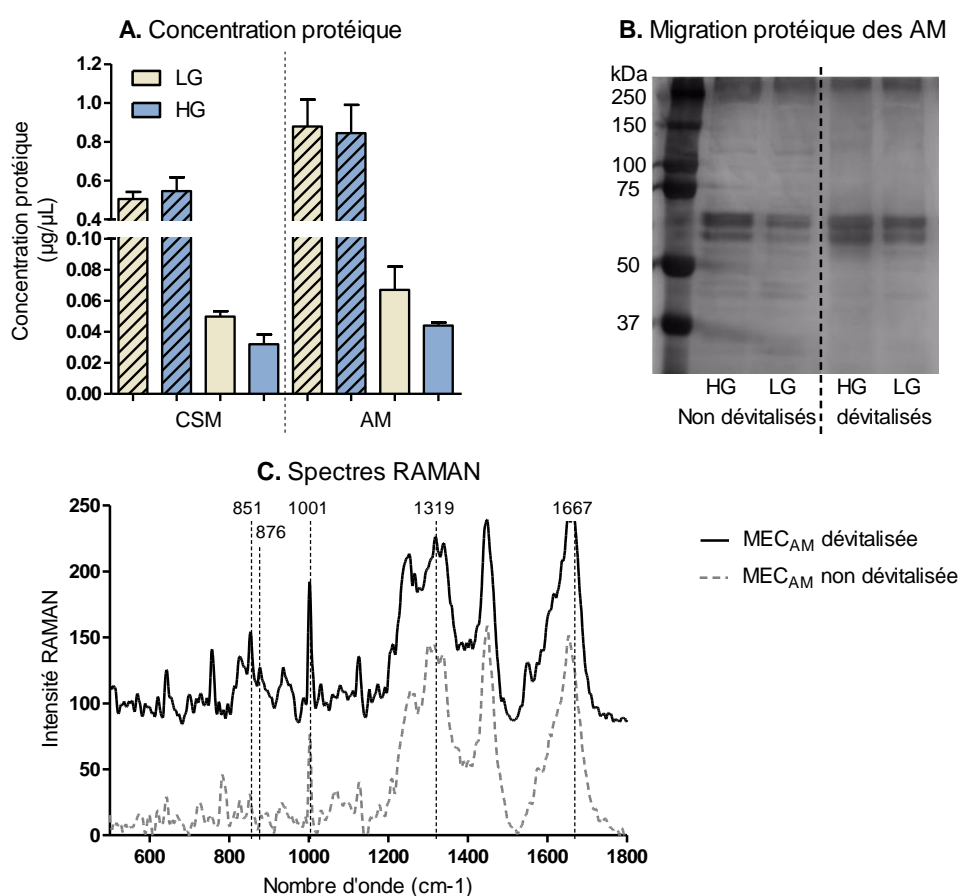 A. Concentration protéique
1.2
1.0
0.8
0.6
0.4
0.10
0.08
0.06
0.04
0.02
0.00
Concentration protéique
(µg/µL)
LG
HG
CSM
AM
B. Migration protéique des AM
kDa
250
150
100
75
50
37
HG LG HG LG
Non dévitalisés dévitalisés
C. Spectres RAMAN
250
200
150
100
50
0
Intensité RAMAN
851
876
1001
1319
1667
600 800 1000 1200 1400 1600 1800
Nombre d'onde (cm-1)
MECAM dévitalisée
MECAM non dévitalisée